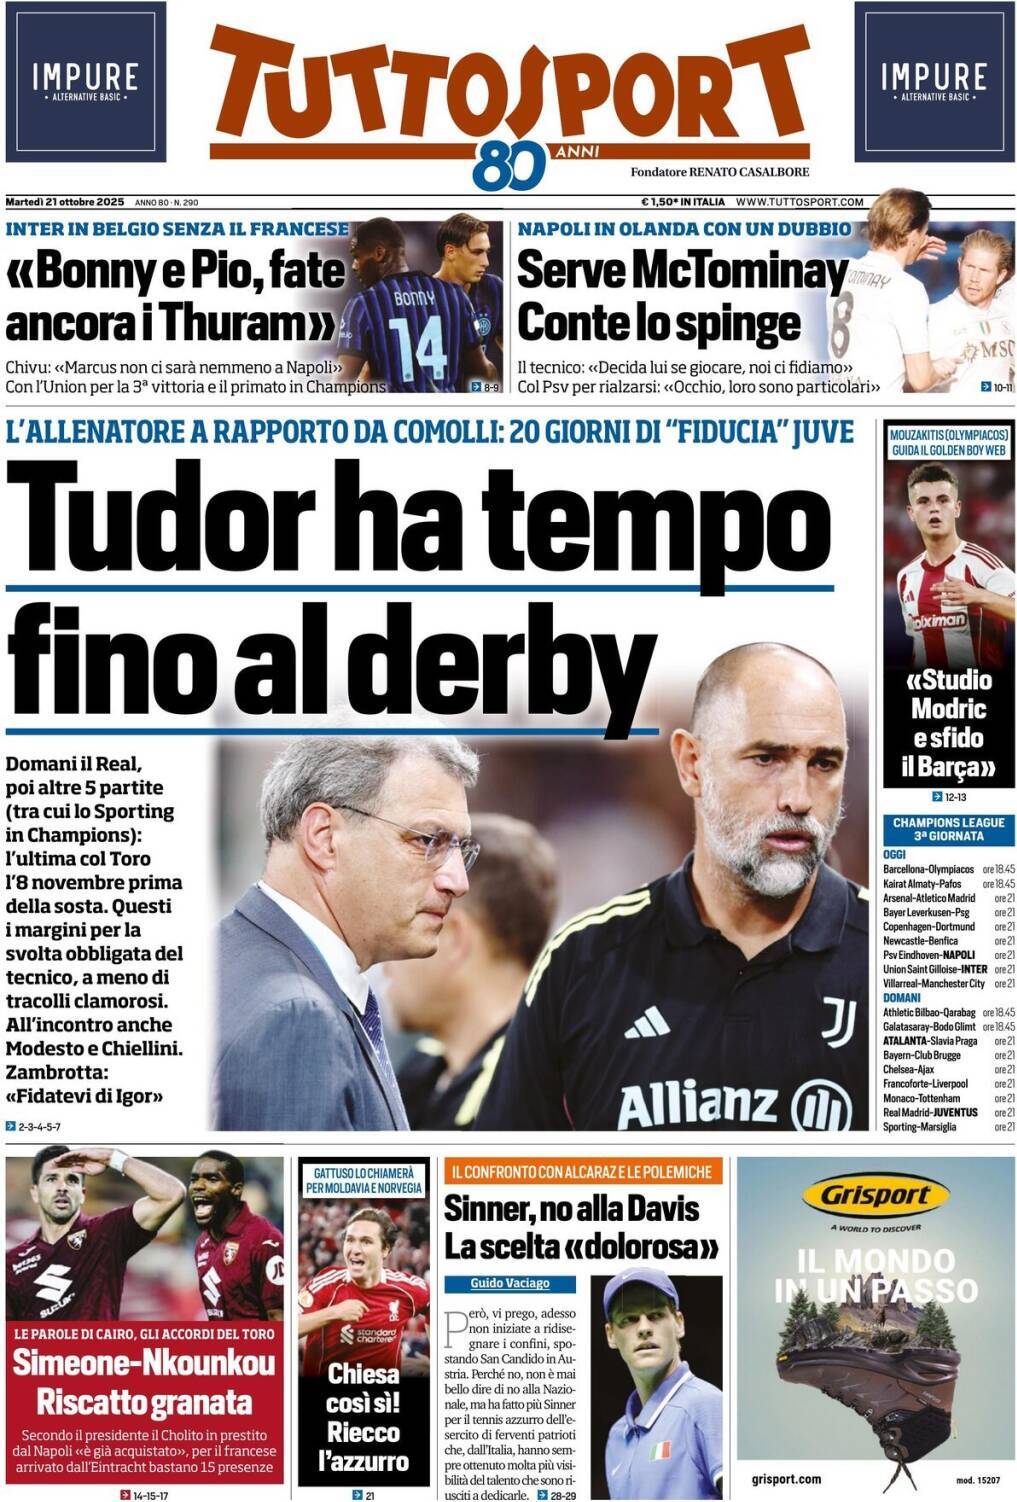 IMPURE
• ALTERNATIVE BASIC •
TUTTOSPORT
80 ANNI
Fondatore RENATO CASALBORE
IMPURE
• ALTERNATIVE BASIC •
Martedì 21 ottobre 2025 ANNO 80 - N. 290
€ 1,50* IN ITALIA WWW.TUTTOSPORT.COM
INTER IN BELGIO SENZA IL FRANCESE
«Bonny e Pio, fate
ancora i Thuram»
Chivu: «Marcus non ci sarà nemmeno a Napoli»
Con l'Union per la 3ª vittoria e il primato in Champions
8-9
BONNY
14
NAPOLI IN OLANDA CON UN DUBBIO
Serve McTominay
Conte lo spinge
Il tecnico: «Decida lui se giocare, noi ci fidiamo»
Col Psv per rialzarsi: «Occhio, loro sono particolari»
10-11
8
MSC
L'ALLENATORE A RAPPORTO DA COMOLLI: 20 GIORNI DI "FIDUCIA" JUVE
Tudor ha tempo
fino al derby
Domani il Real,
poi altre 5 partite
(tra cui lo Sporting
in Champions):
l'ultima col Toro
l'8 novembre prima
della sosta. Questi
i margini per la
svolta obbligata del
tecnico, a meno di
tracolli clamorosi.
All'incontro anche
Modesto e Chiellini.
Zambrotta:
«Fidatevi di Igor»
2-3-4-5-7
Allianz
MOUZAKITIS (OLYMPIACOS)
GUIDA IL GOLDEN BOY WEB
«Studio
Modric
e sfido
il Barça»
12-13
CHAMPIONS LEAGUE
3ª GIORNATA
OGGI
Barcellona-Olympiacos ore 18.45
Kairat Almaty-Pafos ore 18.45
Arsenal-Atletico Madrid ore 21
Bayer Leverkusen-Psg ore 21
Copenhagen-Dortmund ore 21
Newcastle-Benfica ore 21
Psv Eindhoven-NAPOLI ore 21
Union Saint Gilloise-INTER ore 21
Villarreal-Manchester City ore 21
DOMANI
Athletic Bilbao-Qarabag ore 18.45
Galatasaray-Bodo Glimt ore 18.45
ATALANTA-Slavia Praga ore 21
Bayern-Club Brugge ore 21
Chelsea-Ajax ore 21
Francoforte-Liverpool ore 21
Monaco-Tottenham ore 21
Real Madrid-JUVENTUS ore 21
Sporting-Marsiglia ore 21
SUZUKI
LE PAROLE DI CAIRO, GLI ACCORDI DEL TORO
Simeone-Nkounkou
Riscatto granata
Secondo il presidente il Cholito in prestito
dal Napoli «è già acquistato», per il francese
arrivato dall'Eintracht bastano 15 presenze
14-15-17
GATTUSO LO CHIAMERÀ
PER MOLDAVIA E NORVEGIA
standard
chartered
Chiesa
così sì!
Riecco
l'azzurro
21
IL CONFRONTO CON ALCARAZ E LE POLEMICHE
Sinner, no alla Davis
La scelta «dolorosa»
Guido Vaciago
Però, vi prego, adesso
non iniziate a ridise-
gnare i confini, spo-
stando San Candido in Au-
stria. Perché no, non è mai
bello dire di no alla Nazio-
nale, ma ha fatto più Sinner
per il tennis azzurro dell'e-
sercito di ferventi patrioti
che, dall'Italia, hanno sem-
pre ottenuto molta più visi-
bilità del talento che sono ri-
usciti a dedicarle. 28-29
Grisport
A WORLD TO DISCOVER
IL MONDO
IN UN PASSO
grisport.com
mod. 15207